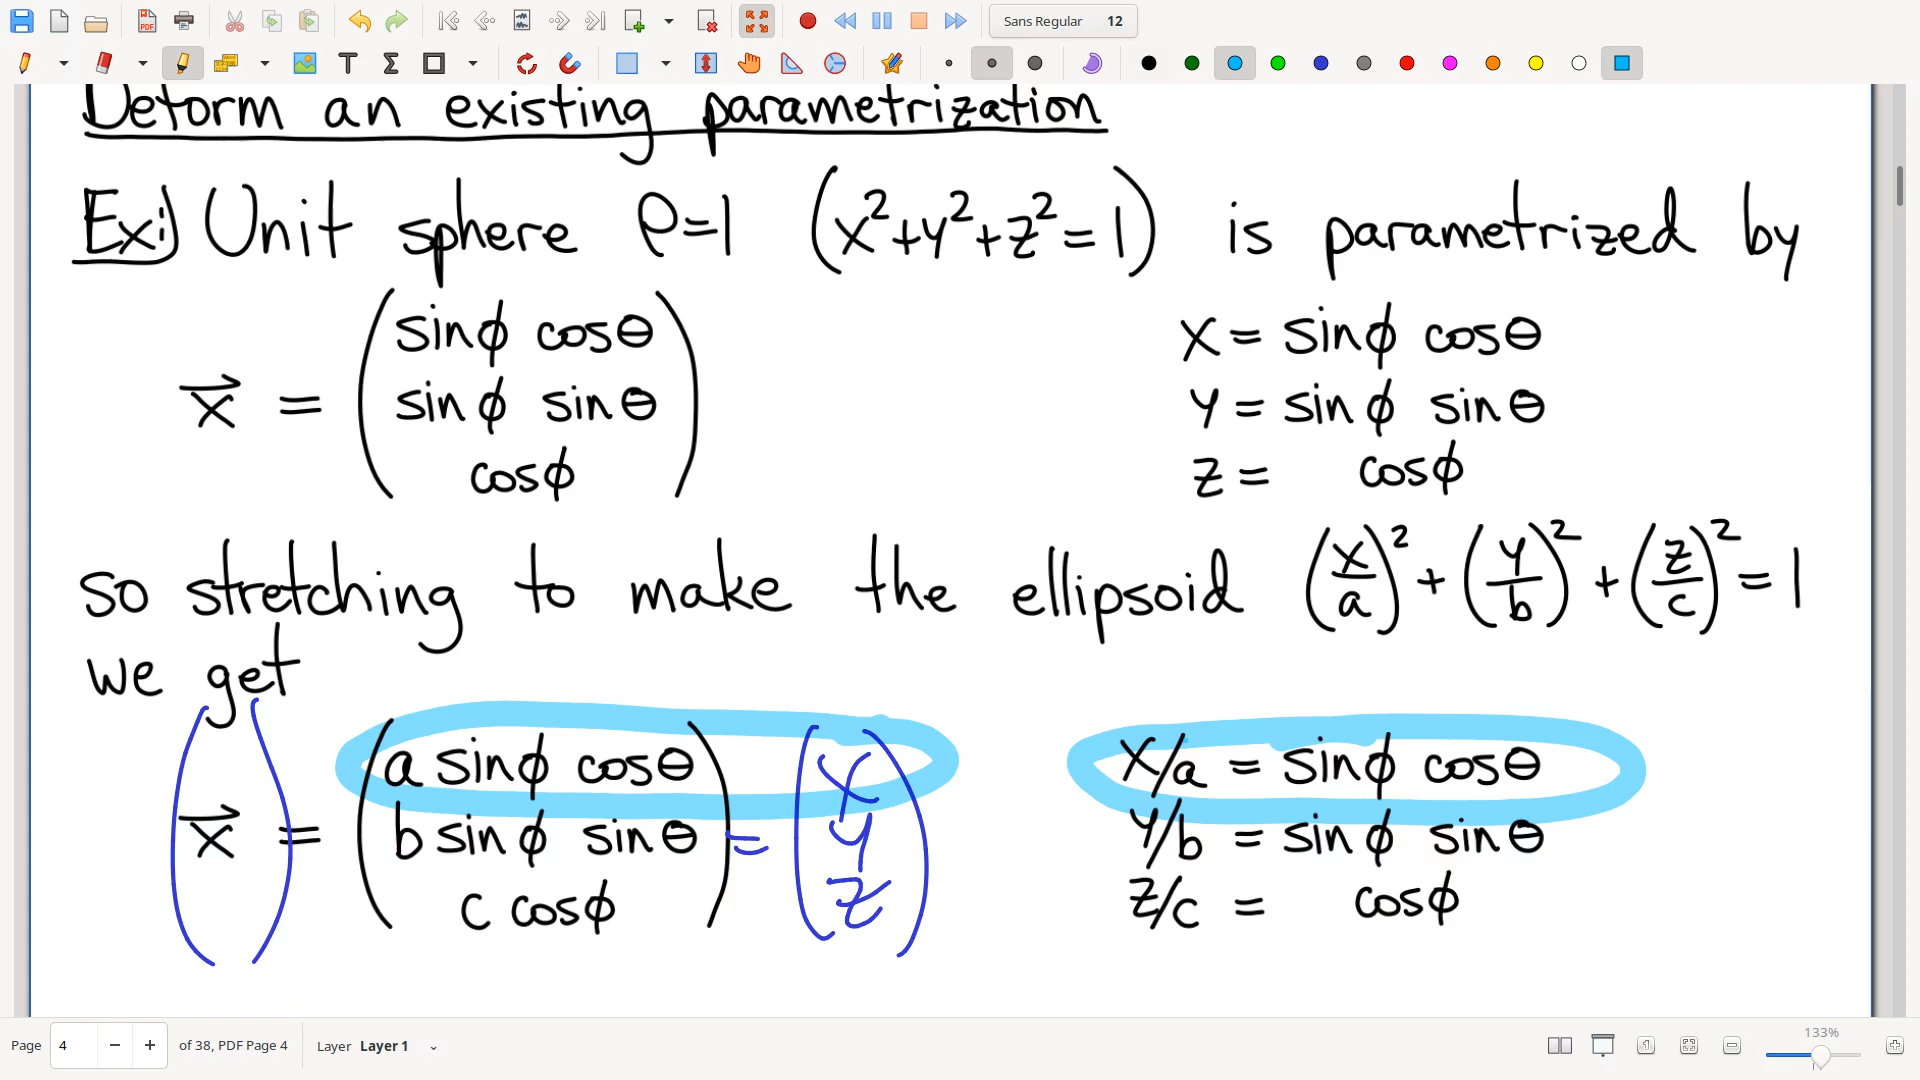 Sans Regular 12
Deform an existing parametrization
Ex:) Unit sphere ρ=1 (x²+y²+z²=1) is parametrized by
x⃗ = (sinϕ cosθ
sinϕ sinθ
cosϕ)
x = sinϕ cosθ
y = sinϕ sinθ
z = cosϕ
so stretching to make the ellipsoid (x/a)² + (y/b)² + (z/c)² = 1
we get
x⃗ = (a sinϕ cosθ
b sinϕ sinθ
c cosϕ) = (x
y
z)
x/a = sinϕ cosθ
y/b = sinϕ sinθ
z/c = cosϕ
Page 4 − + of 38, PDF Page 4 Layer Layer 1 133%